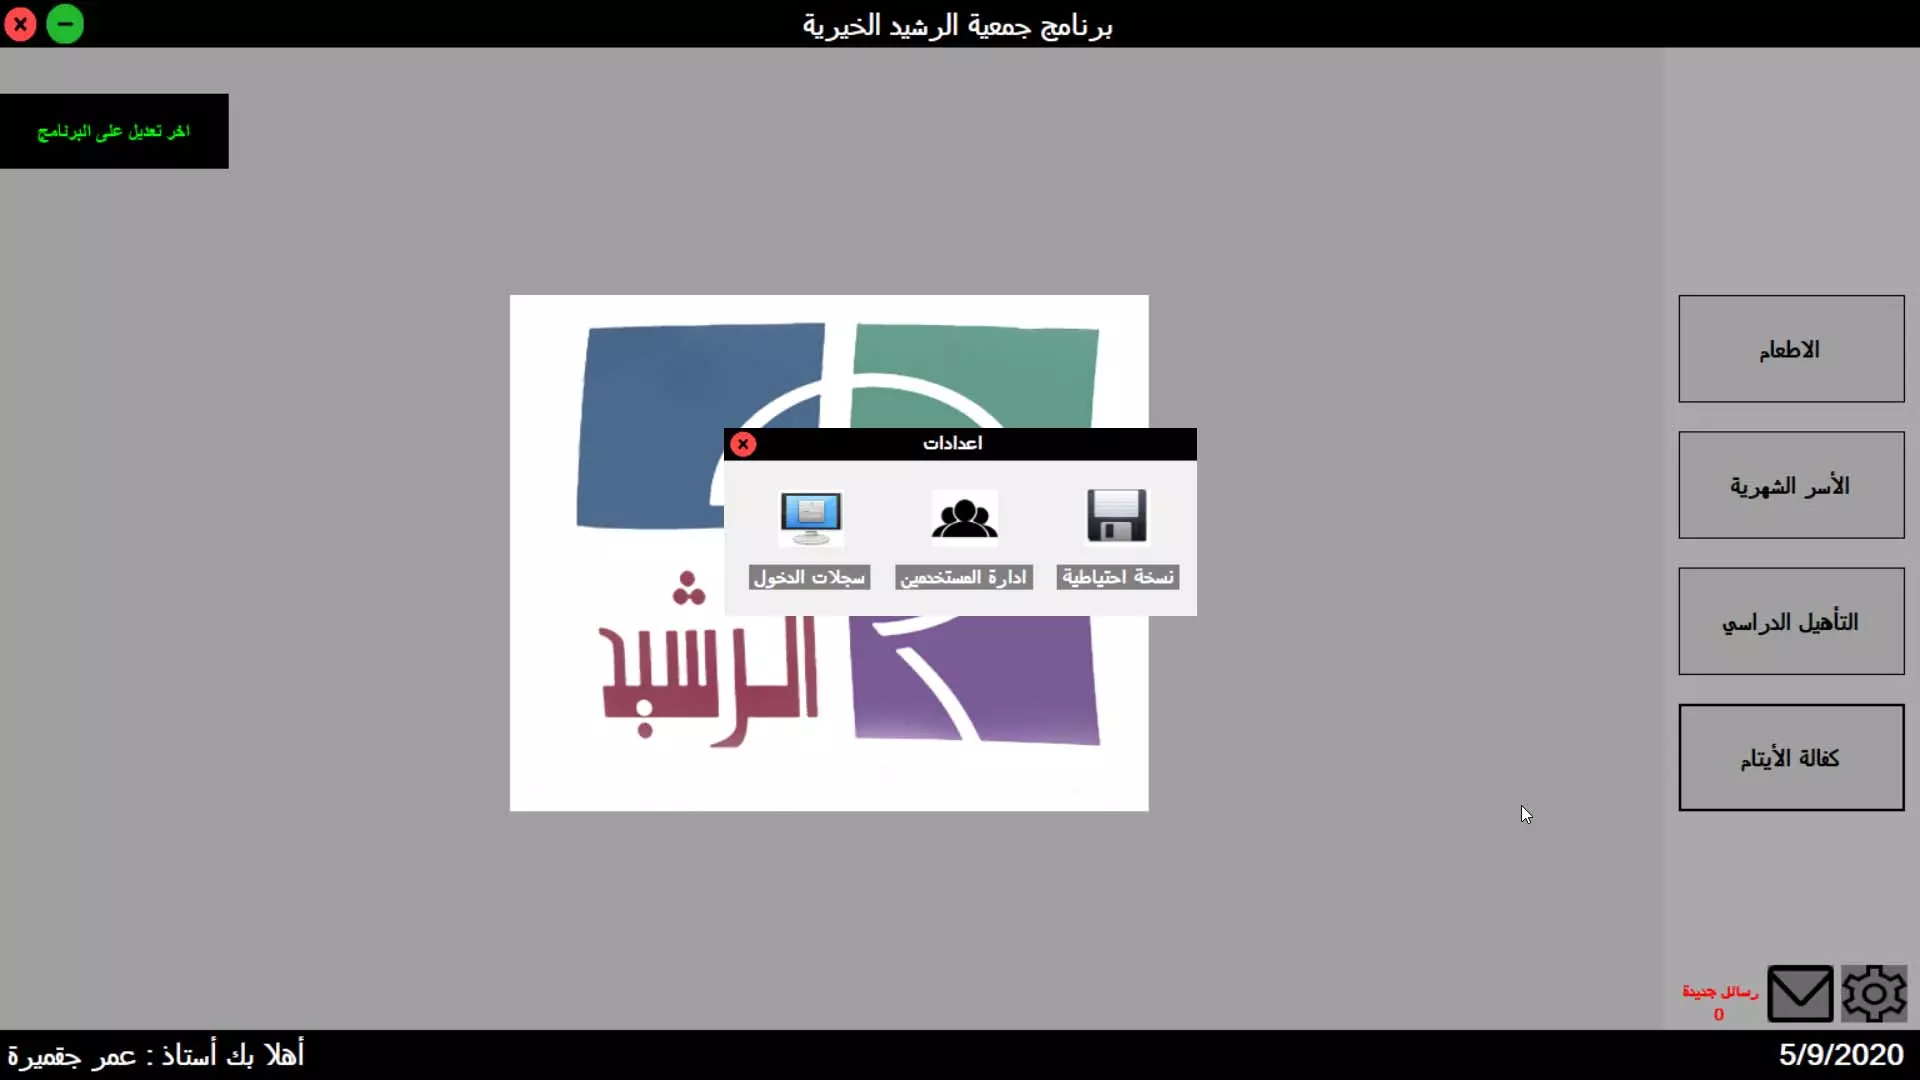 برنامج جمعية الرشيد الخيرية
اخر تعديل على البرنامج
اعدادات
نسخة احتياطية
ادارة المستخدمين
سجلات الدخول
الرشيد
الاطعام
الأسر الشهرية
التأهيل الدراسي
كفالة الأيتام
رسائل جديدة
0
أهلا بك أستاذ : عمر جقميرة
5/9/2020